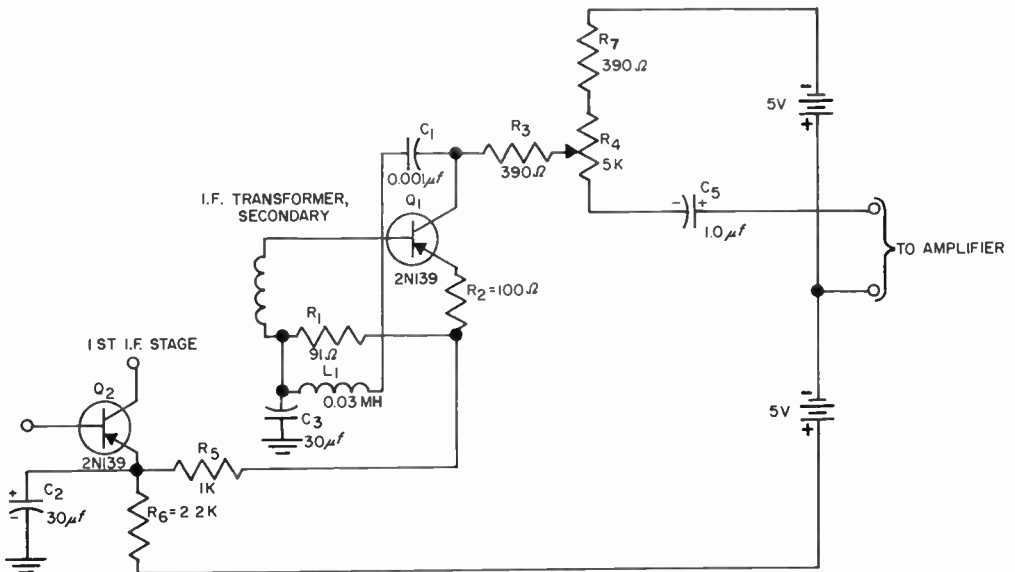 R7
390Ω
5V
-
+
C1
0.001μf
R3
390Ω
R4
5K
C5
- +
1.0μf
I.F. TRANSFORMER,
SECONDARY
Q1
2N139
TO AMPLIFIER
R2=100Ω
R1
91Ω
1 ST I.F. STAGE
L1
0.03 MH
Q2
C3
30μf
2N139
5V
-
+
R5
1K
+
C2
-
30μf
R6=2 2K